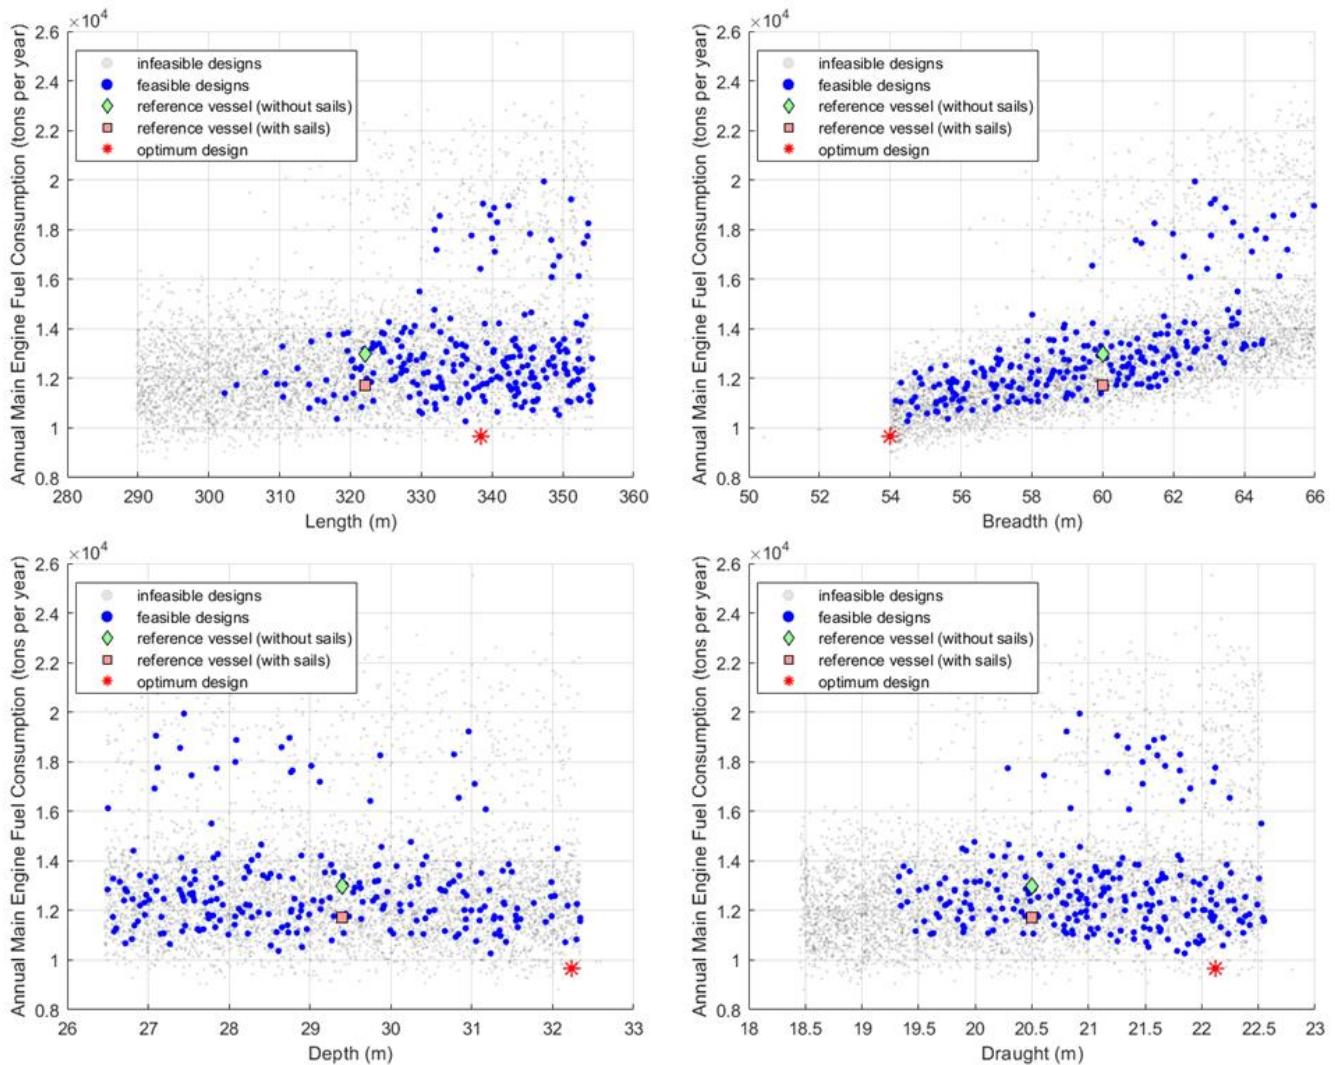 ×10⁴
2.6
2.4
2.2
2
1.8
1.6
1.4
1.2
1
0.8
Annual Main Engine Fuel Consumption (tons per year)
infeasible designs
feasible designs
reference vessel (without sails)
reference vessel (with sails)
optimum design
280 290 300 310 320 330 340 350 360
Length (m)
×10⁴
2.6
2.4
2.2
2
1.8
1.6
1.4
1.2
1
0.8
Annual Main Engine Fuel Consumption (tons per year)
infeasible designs
feasible designs
reference vessel (without sails)
reference vessel (with sails)
optimum design
50 52 54 56 58 60 62 64 66
Breadth (m)
×10⁴
2.6
2.4
2.2
2
1.8
1.6
1.4
1.2
1
0.8
Annual Main Engine Fuel Consumption (tons per year)
infeasible designs
feasible designs
reference vessel (without sails)
reference vessel (with sails)
optimum design
26 27 28 29 30 31 32 33
Depth (m)
×10⁴
2.6
2.4
2.2
2
1.8
1.6
1.4
1.2
1
0.8
Annual Main Engine Fuel Consumption (tons per year)
infeasible designs
feasible designs
reference vessel (without sails)
reference vessel (with sails)
optimum design
18 18.5 19 19.5 20 20.5 21 21.5 22 22.5 23
Draught (m)